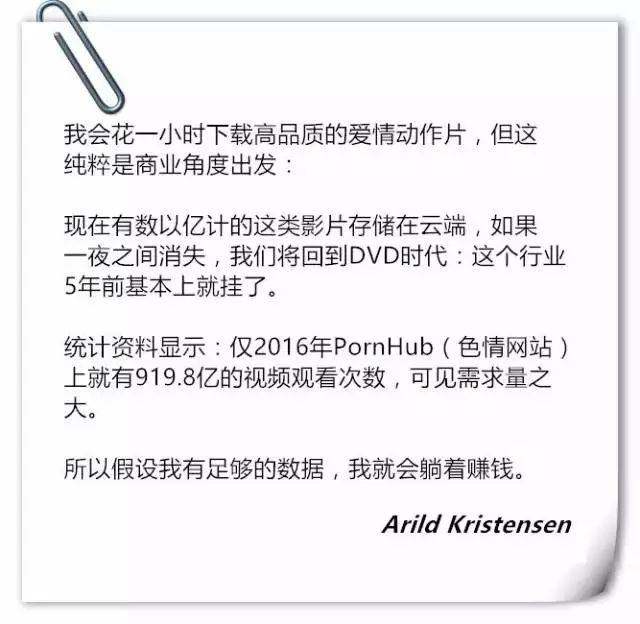 我会花一小时下载高品质的爱情动作片，但这
纯粹是商业角度出发：
现在有数以亿计的这类影片存储在云端，如果
一夜之间消失，我们将回到DVD时代：这个行业
5年前基本上就挂了。
统计资料显示：仅2016年PornHub（色情网站）
上就有919.8亿的视频观看次数，可见需求量之
大。
所以假设我有足够的数据，我就会躺着赚钱。
Arild Kristensen